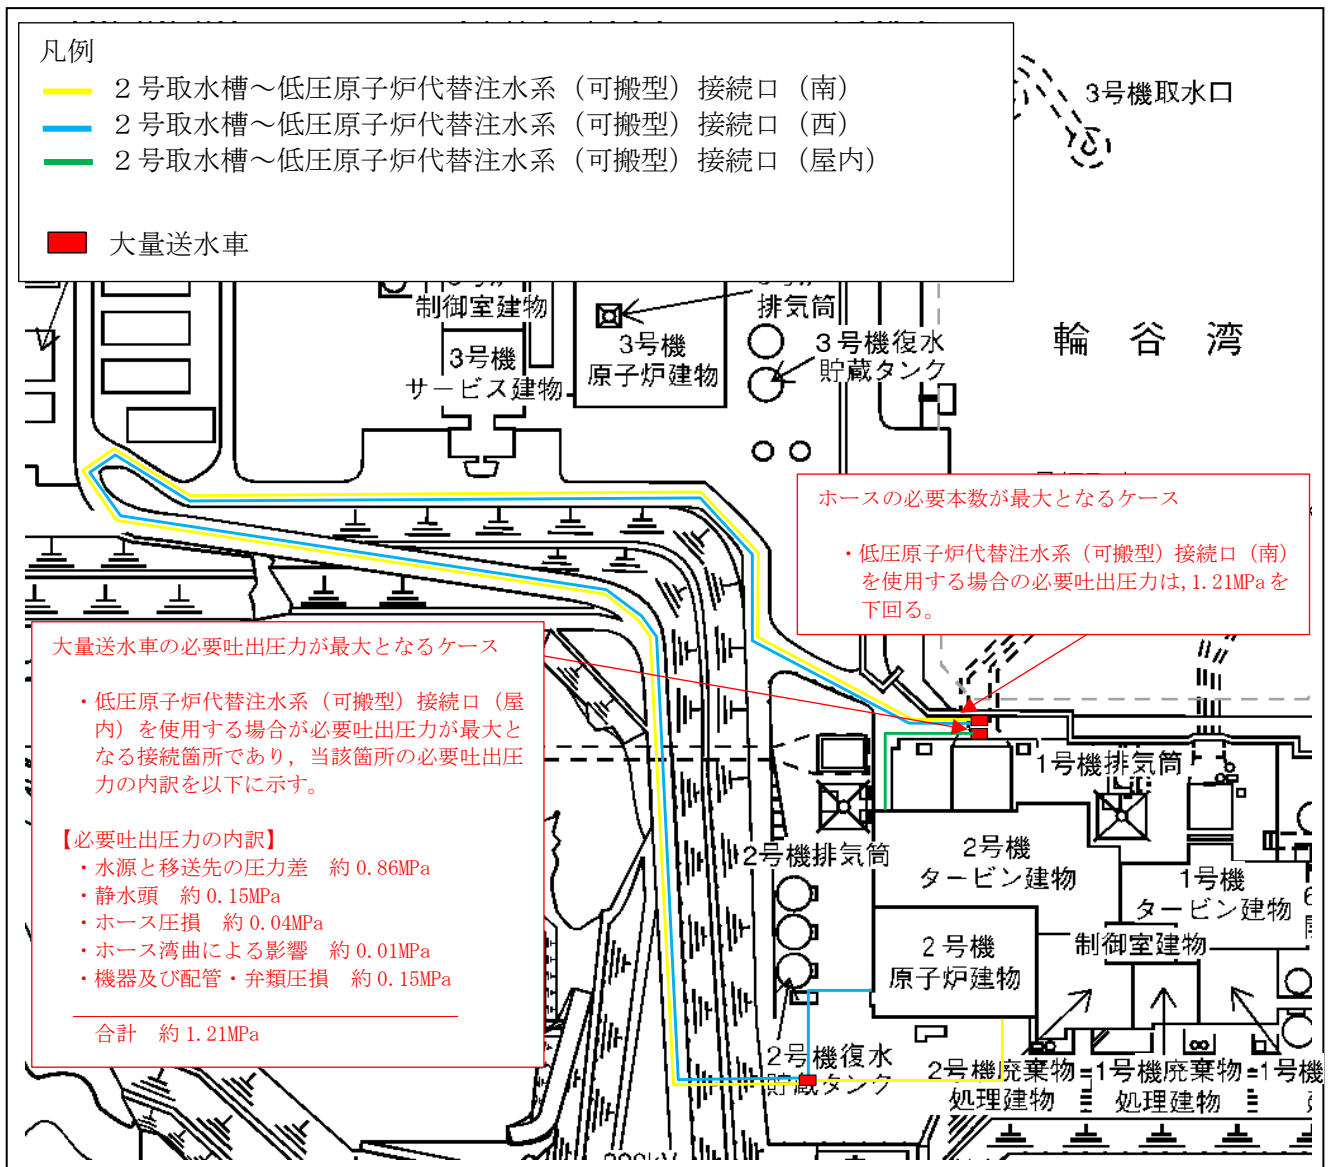 凡例
2号取水槽～低圧原子炉代替注水系（可搬型）接続口（南）
2号取水槽～低圧原子炉代替注水系（可搬型）接続口（西）
2号取水槽～低圧原子炉代替注水系（可搬型）接続口（屋内）
大量送水車
3号機取水口
制御室建物
排気筒
3号機
原子炉建物
3号機復水
貯蔵タンク
3号機
サービス建物
輪谷湾
ホースの必要本数が最大となるケース
・低圧原子炉代替注水系（可搬型）接続口（南）
を使用する場合の必要吐出圧力は，1.21MPaを
下回る。
大量送水車の必要吐出圧力が最大となるケース
・低圧原子炉代替注水系（可搬型）接続口（屋
内）を使用する場合が必要吐出圧力が最大と
なる接続箇所であり，当該箇所の必要吐出圧
力の内訳を以下に示す。
【必要吐出圧力の内訳】
・水源と移送先の圧力差　約0.86MPa
・静水頭　約0.15MPa
・ホース圧損　約0.04MPa
・ホース湾曲による影響　約0.01MPa
・機器及び配管・弁類圧損　約0.15MPa
合計　約1.21MPa
1号機排気筒
2号機排気筒
2号機
タービン建物
1号機
タービン建物
制御室建物
2号機
原子炉建物
2号機復水
貯蔵タンク
2号機廃棄物
処理建物
1号機廃棄物
処理建物
1号機